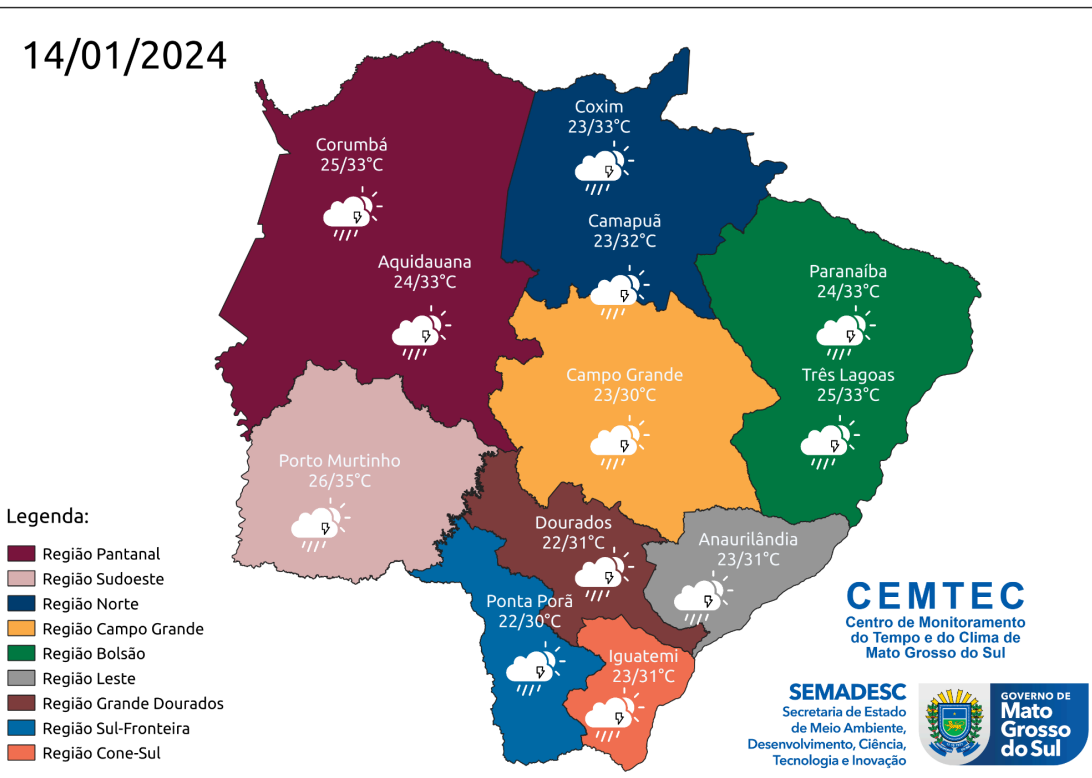 14/01/2024
Coxim
23/33°C
Corumbá
25/33°C
Camapuã
23/32°C
Aquidauana
24/33°C
Paranaíba
24/33°C
Campo Grande
23/30°C
Três Lagoas
25/33°C
Porto Murtinho
26/35°C
Dourados
22/31°C
Anaurilândia
23/31°C
Ponta Porã
22/30°C
Iguatemi
23/31°C
Legenda:
Região Pantanal
Região Sudoeste
Região Norte
Região Campo Grande
Região Bolsão
Região Leste
Região Grande Dourados
Região Sul-Fronteira
Região Cone-Sul
CEMTEC
Centro de Monitoramento
do Tempo e do Clima de
Mato Grosso do Sul
SEMADESC
Secretaria de Estado
de Meio Ambiente,
Desenvolvimento, Ciência,
Tecnologia e Inovação
GOVERNO DE
Mato
Grosso
do Sul